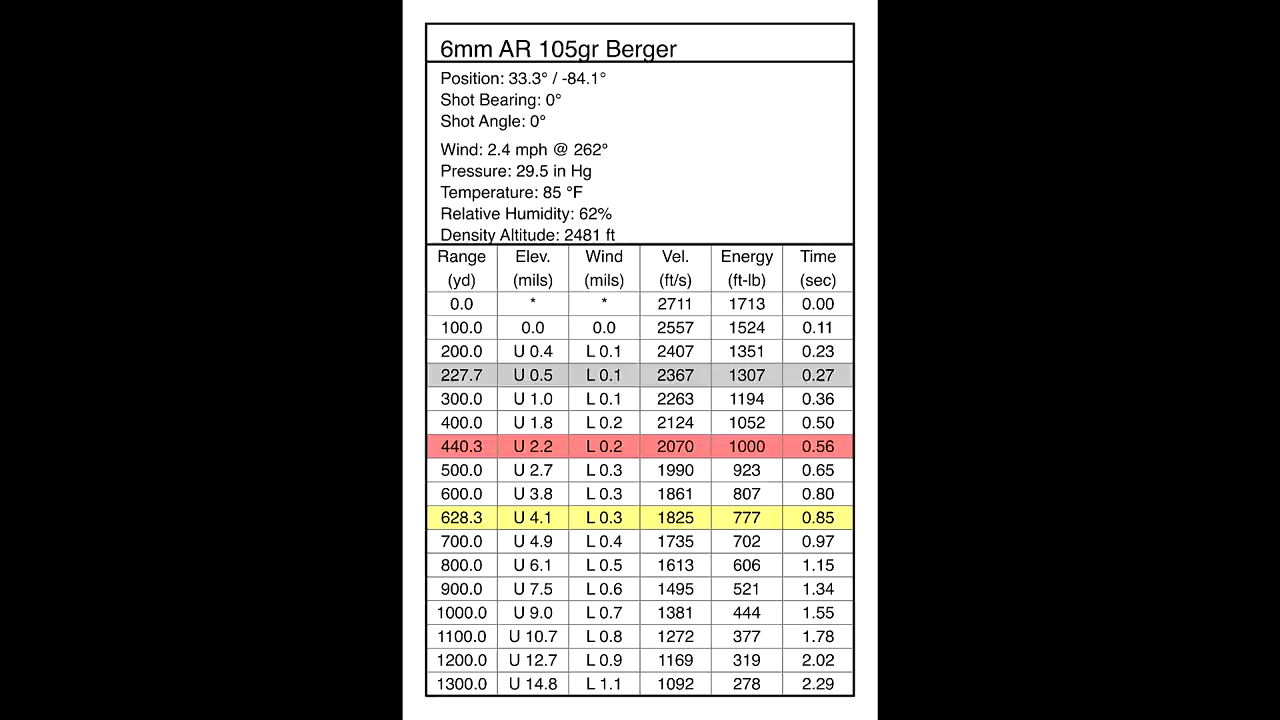 6mm AR 105gr Berger
Position: 33.3° / -84.1°
Shot Bearing: 0°
Shot Angle: 0°
Wind: 2.4 mph @ 262°
Pressure: 29.5 in Hg
Temperature: 85 °F
Relative Humidity: 62%
Density Altitude: 2481 ft
Range Elev. Wind Vel. Energy Time
(yd) (mils) (mils) (ft/s) (ft-lb) (sec)
0.0 * * 2711 1713 0.00
100.0 0.0 0.0 2557 1524 0.11
200.0 U 0.4 L 0.1 2407 1351 0.23
227.7 U 0.5 L 0.1 2367 1307 0.27
300.0 U 1.0 L 0.1 2263 1194 0.36
400.0 U 1.8 L 0.2 2124 1052 0.50
440.3 U 2.2 L 0.2 2070 1000 0.56
500.0 U 2.7 L 0.3 1990 923 0.65
600.0 U 3.8 L 0.3 1861 807 0.80
628.3 U 4.1 L 0.3 1825 777 0.85
700.0 U 4.9 L 0.4 1735 702 0.97
800.0 U 6.1 L 0.5 1613 606 1.15
900.0 U 7.5 L 0.6 1495 521 1.34
1000.0 U 9.0 L 0.7 1381 444 1.55
1100.0 U 10.7 L 0.8 1272 377 1.78
1200.0 U 12.7 L 0.9 1169 319 2.02
1300.0 U 14.8 L 1.1 1092 278 2.29